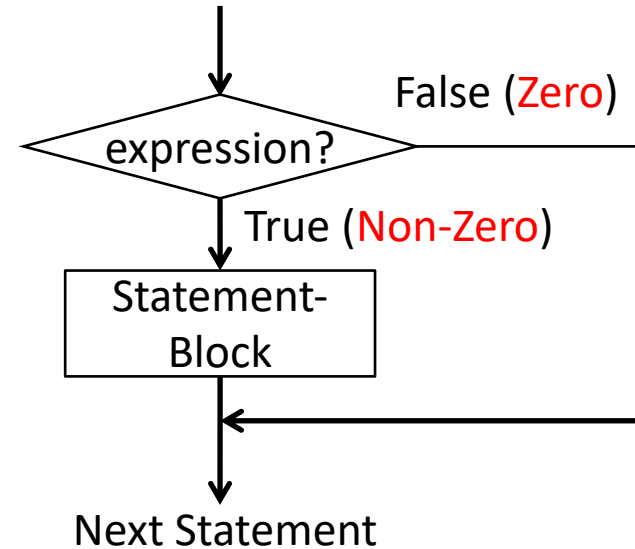 False (Zero)
expression?
True (Non-Zero)
Statement-
Block
Next Statement